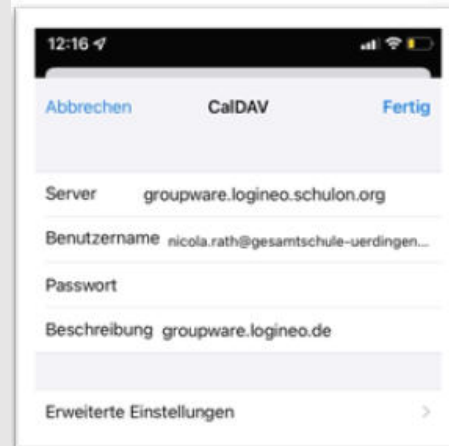 12:16
Abbrechen CalDAV Fertig
Server groupware.logineo.schulon.org
Benutzername nicola.rath@gesamtschule-uerdingen...
Passwort
Beschreibung groupware.logineo.de
Erweiterte Einstellungen